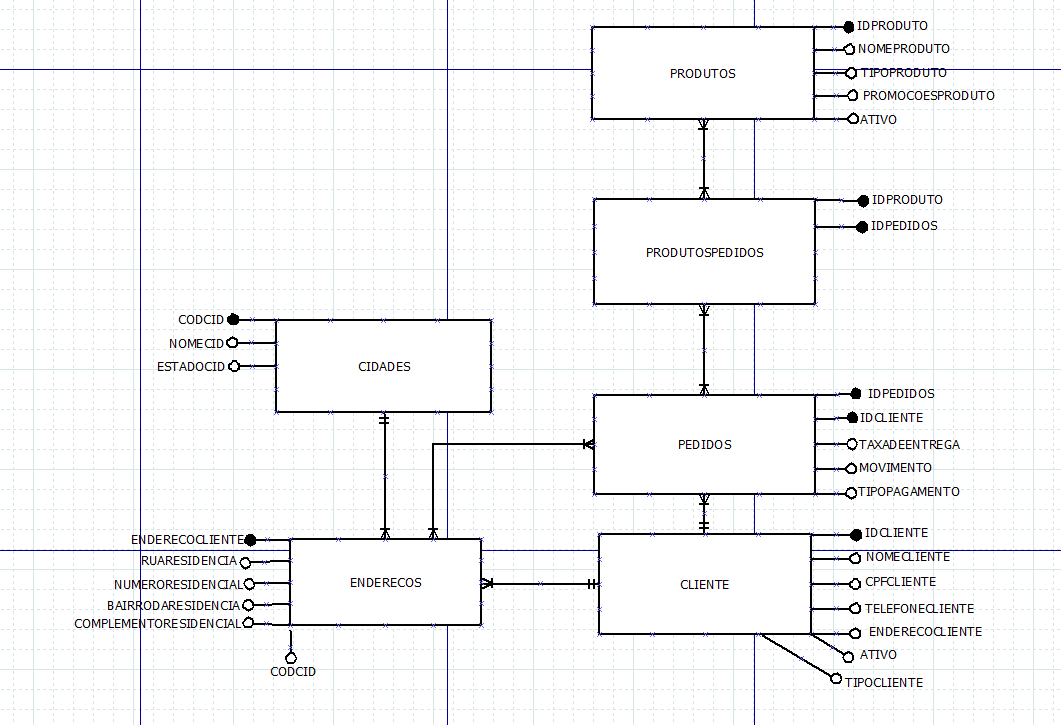 PRODUTOS
IDPRODUTO
NOMEPRODUTO
TIPOPRODUTO
PROMOCOESPRODUTO
ATIVO
PRODUTOSPEDIDOS
IDPRODUTO
IDPEDIDOS
CODCID
NOMECID
ESTADOCID
CIDADES
PEDIDOS
IDPEDIDOS
IDCLIENTE
TAXADEENTREGA
MOVIMENTO
TIPOPAGAMENTO
ENDERECOCLIENTE
RUARESIDENCIA
NUMERORESIDENCIAL
BAIRRODARESIDENCIA
COMPLEMENTORESIDENCIAL
CODCID
ENDERECOS
CLIENTE
IDCLIENTE
NOMECLIENTE
CPFCLIENTE
TELEFONECLIENTE
ENDERECOCLIENTE
ATIVO
TIPOCLIENTE